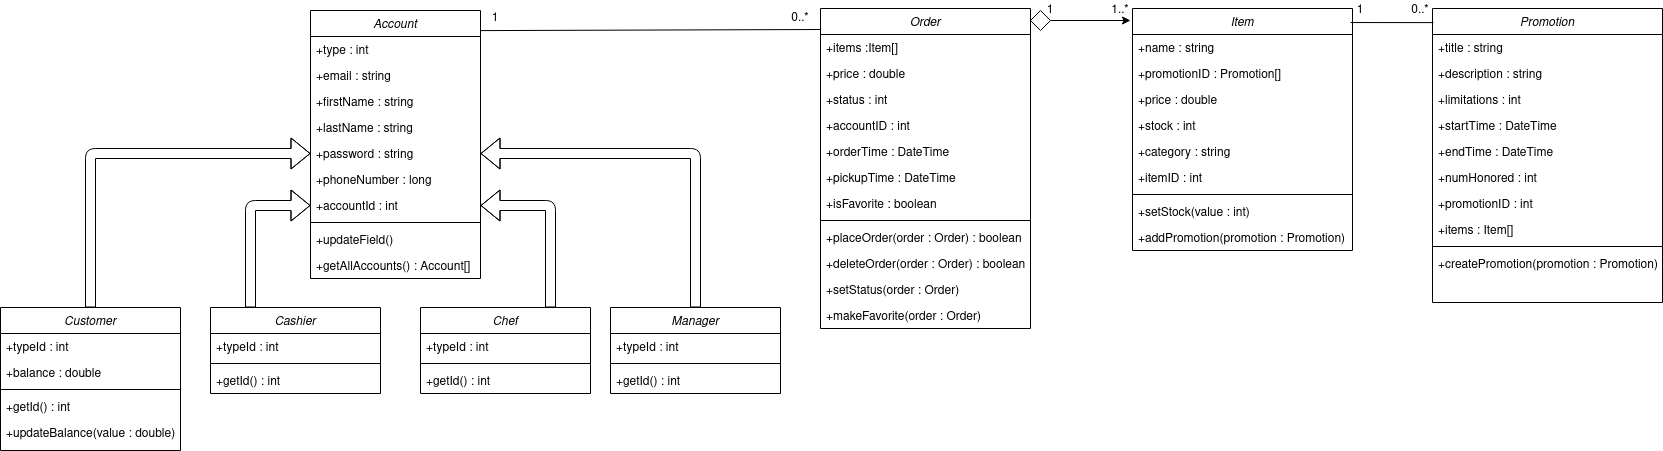 Account
+type : int
+email : string
+firstName : string
+lastName : string
+password : string
+phoneNumber : long
+accountId : int
+updateField()
+getAllAccounts() : Account[]
1
0..*
Customer
+typeId : int
+balance : double
+getId() : int
+updateBalance(value : double)
Cashier
+typeId : int
+getId() : int
Chef
+typeId : int
+getId() : int
Manager
+typeId : int
+getId() : int
Order
+items :Item[]
+price : double
+status : int
+accountID : int
+orderTime : DateTime
+pickupTime : DateTime
+isFavorite : boolean
+placeOrder(order : Order) : boolean
+deleteOrder(order : Order) : boolean
+setStatus(order : Order)
+makeFavorite(order : Order)
1
1..*
Item
+name : string
+promotionID : Promotion[]
+price : double
+stock : int
+category : string
+itemID : int
+setStock(value : int)
+addPromotion(promotion : Promotion)
1
0..*
Promotion
+title : string
+description : string
+limitations : int
+startTime : DateTime
+endTime : DateTime
+numHonored : int
+promotionID : int
+items : Item[]
+createPromotion(promotion : Promotion)